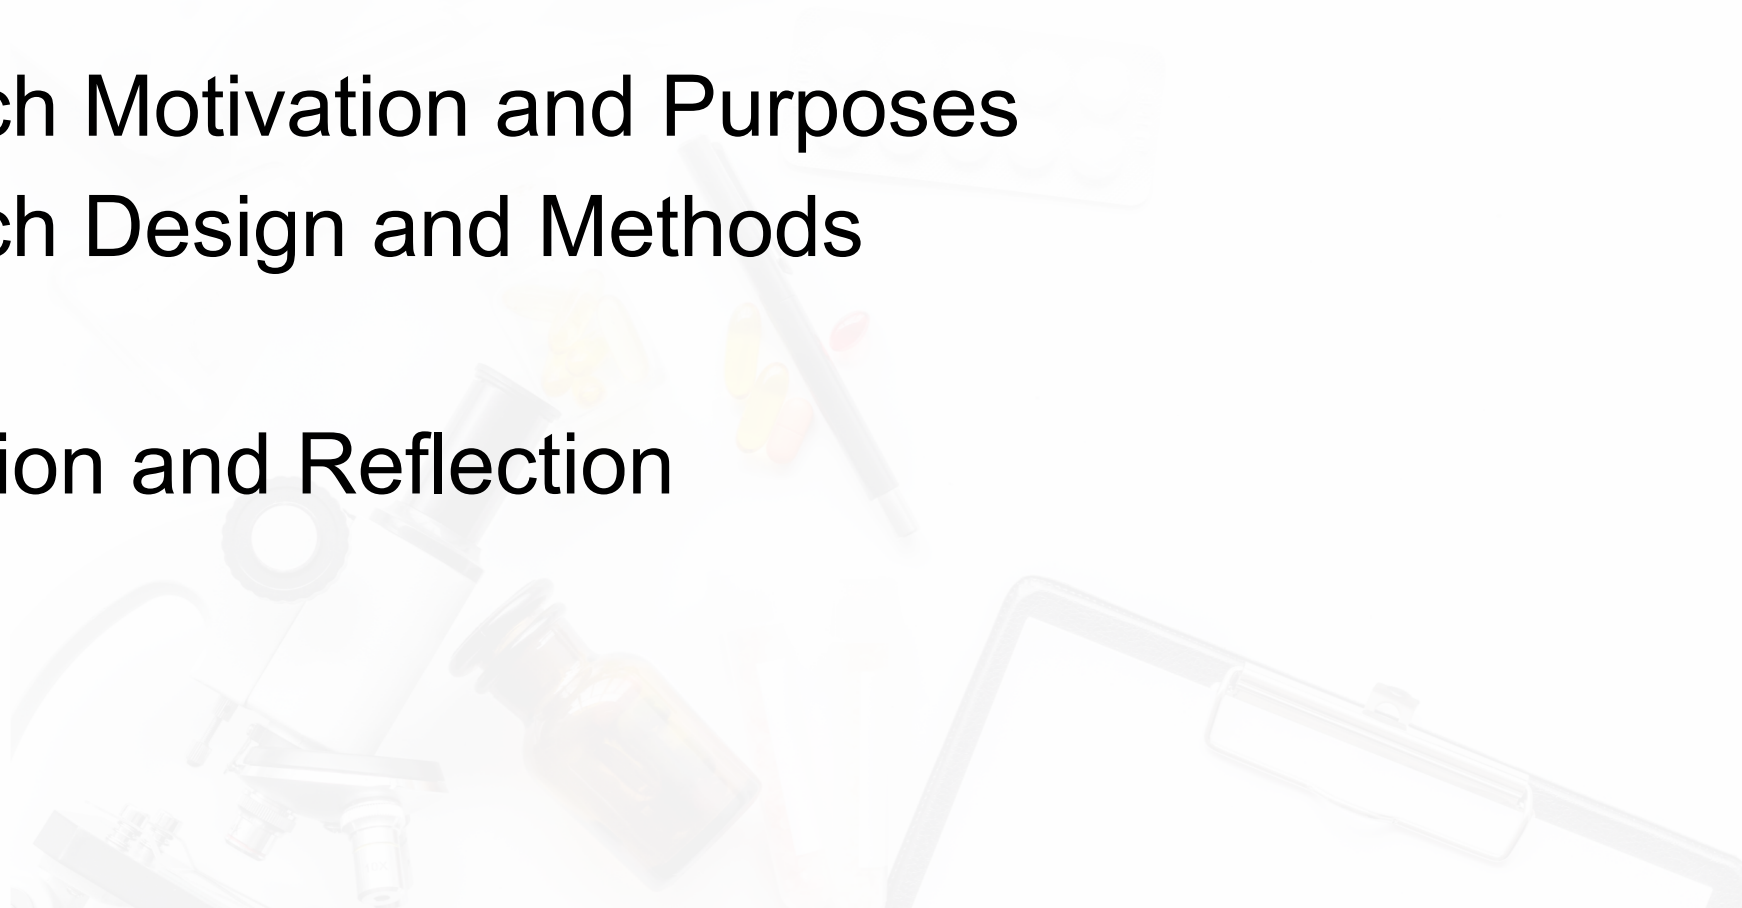 ch Motivation and Purposes
ch Design and Methods
ion and Reflection